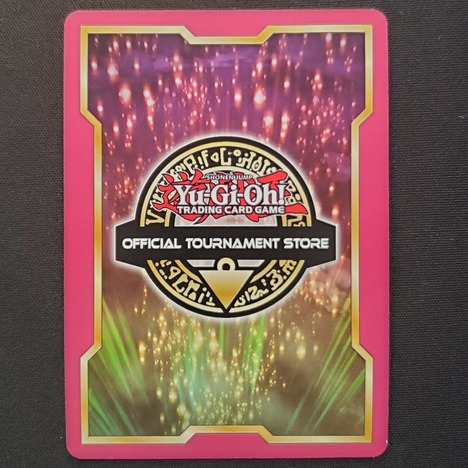 SHONEN JUMP
Yu-Gi-Oh!
TRADING CARD GAME
OFFICIAL TOURNAMENT STORE